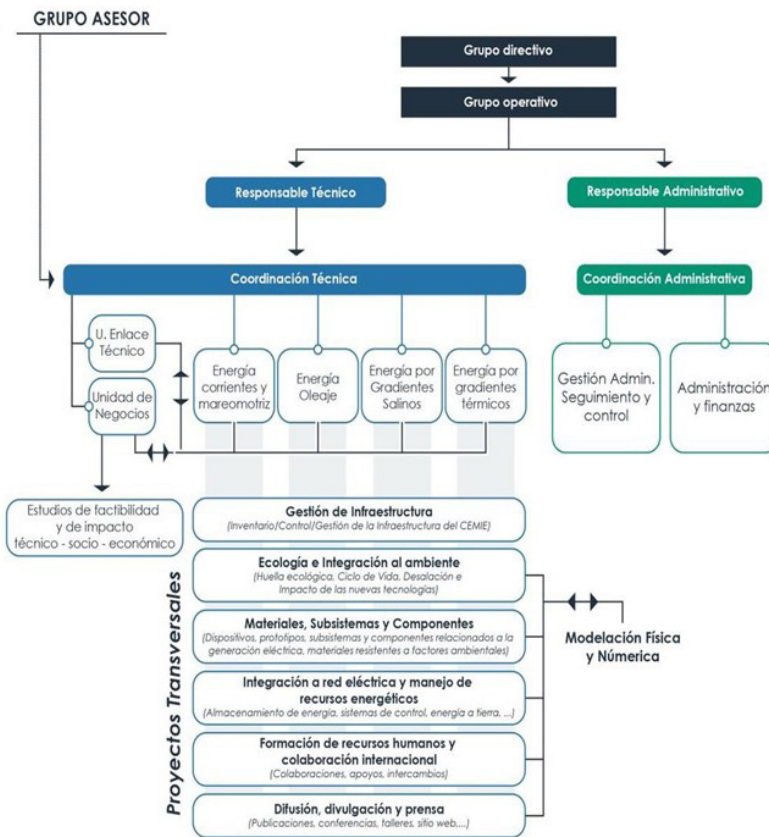 GRUPO ASESOR
Grupo directivo
Grupo operativo
Responsable Técnico
Responsable Administrativo
Coordinación Técnica
Coordinación Administrativa
U. Enlace
Técnico
Unidad de
Negocios
Energía
corrientes y
mareomotriz
Energía
Oleaje
Energía por
Gradientes
Salinos
Energía por
gradientes
térmicos
Gestión Admin.
Seguimiento y
control
Administración
y finanzas
Estudios de factibilidad
y de impacto
técnico - socio - económico
Proyectos Transversales
Gestión de Infraestructura
(Inventario/Control/Gestión de la Infraestructura del CEMIE)
Ecología e Integración al ambiente
(Huella ecológica, Ciclo de Vida, Desalación e
Impacto de las nuevas tecnologías)
Materiales, Subsistemas y Componentes
(Dispositivos, prototipos, subsistemas y componentes relacionados a la
generación eléctrica, materiales resistentes a factores ambientales)
Integración a red eléctrica y manejo de
recursos energéticos
(Almacenamiento de energía, sistemas de control, energía a tierra, ...)
Formación de recursos humanos y
colaboración internacional
(Colaboraciones, apoyos, intercambios)
Difusión, divulgación y prensa
(Publicaciones, conferencias, talleres, sitio web....)
Modelación Física
y Númerica